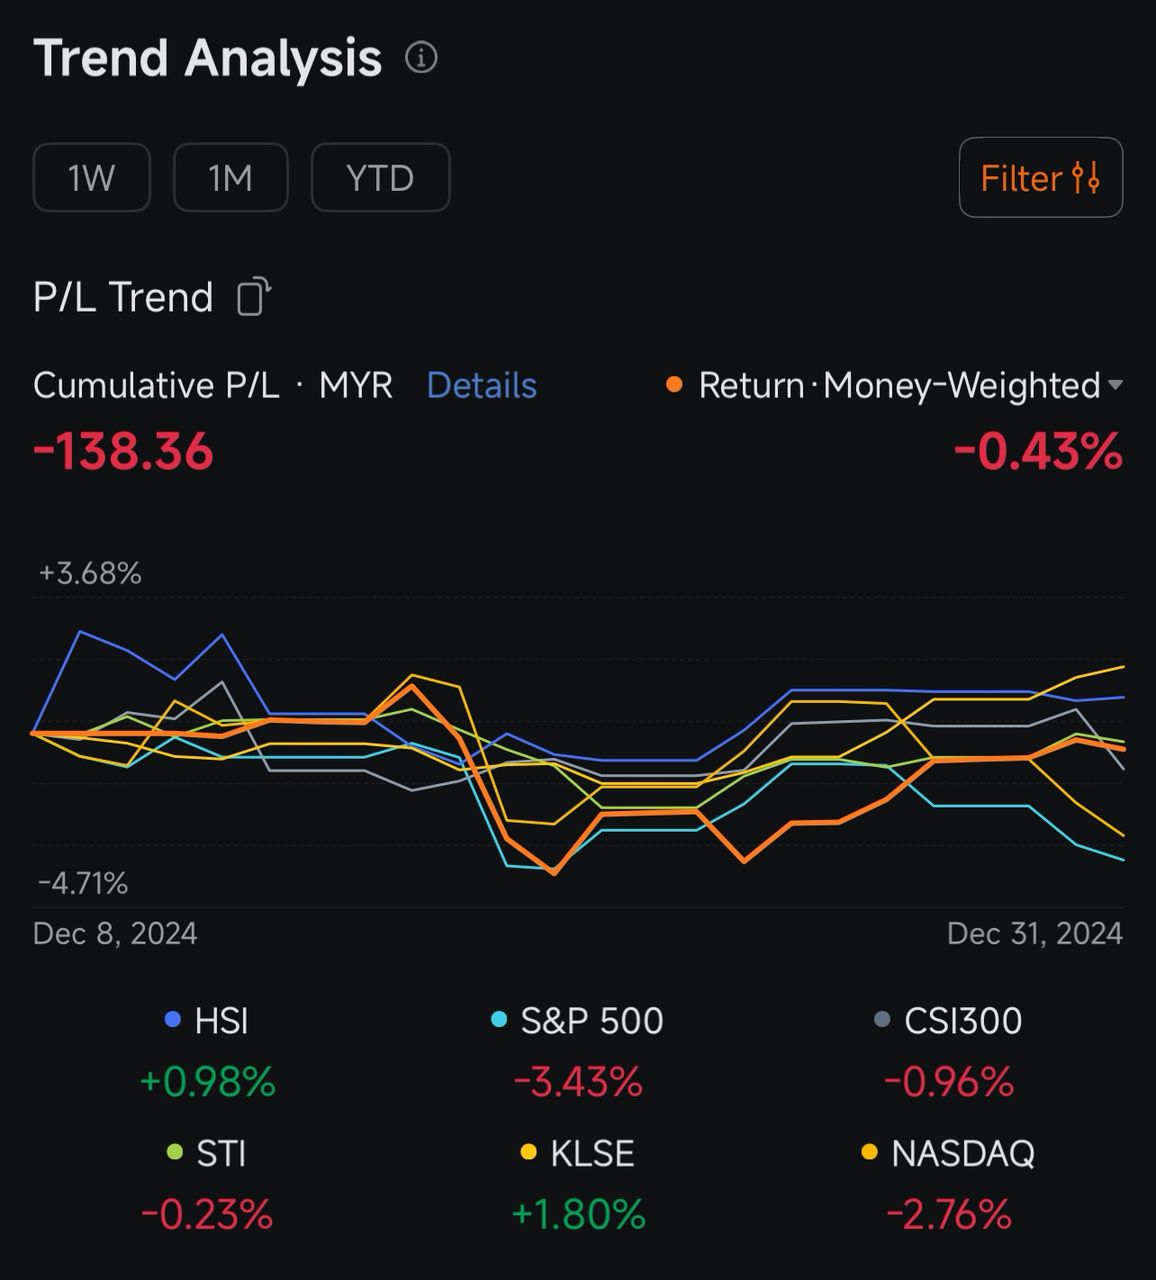 Trend Analysis
1W 1M YTD Filter
P/L Trend
Cumulative P/L · MYR Details Return·Money-Weighted
-138.36 -0.43%
+3.68%
-4.71%
Dec 8, 2024 Dec 31, 2024
HSI S&P 500 CSI300
+0.98% -3.43% -0.96%
STI KLSE NASDAQ
-0.23% +1.80% -2.76%